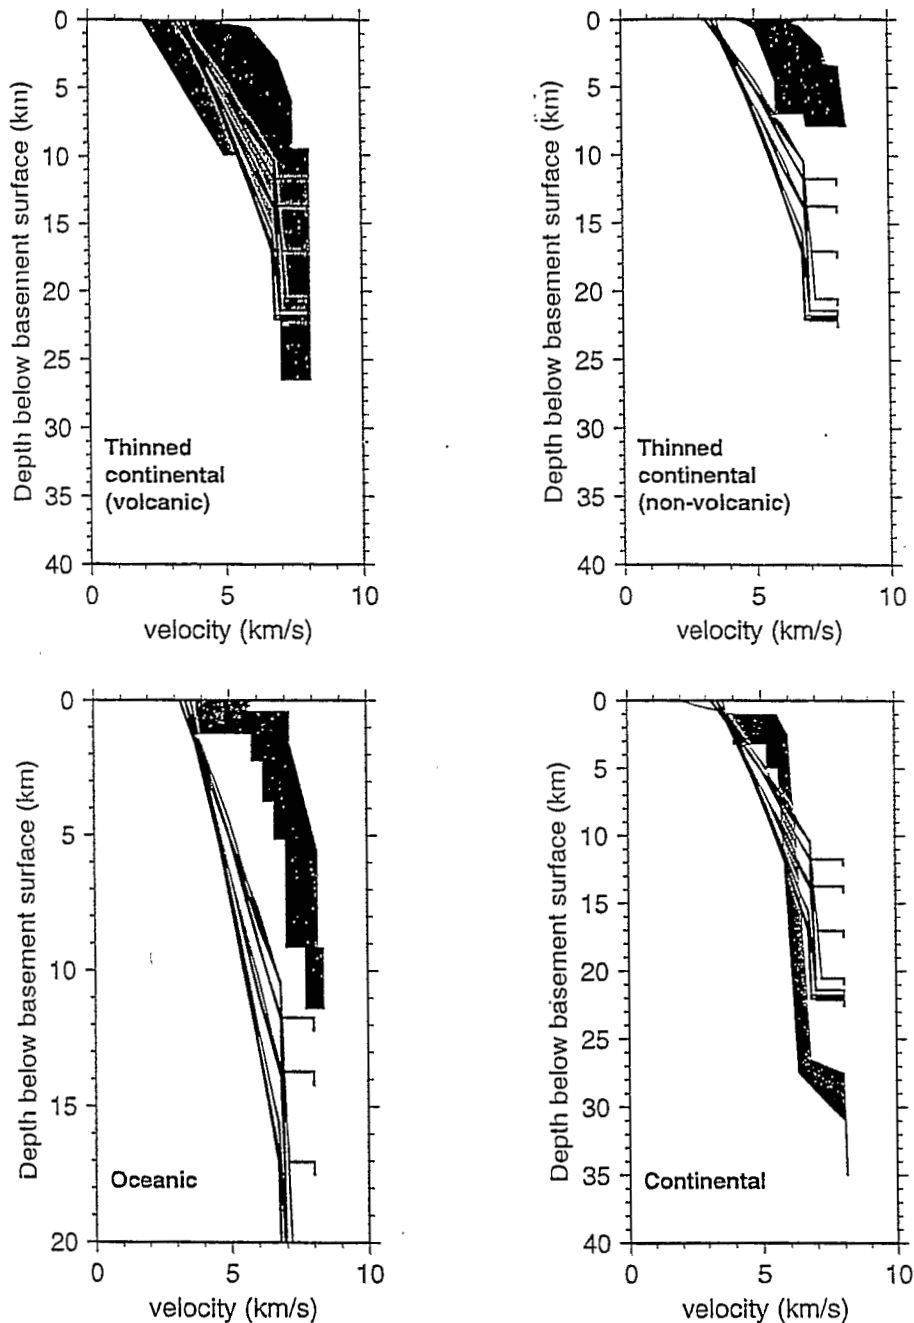 0
5
10
15
20
25
30
35
40
Depth below basement surface (km)
Thinned
continental
(volcanic)
0 5 10
velocity (km/s)
0
5
10
15
20
25
30
35
40
Depth below basement surface (km)
Thinned
continental
(non-volcanic)
0 5 10
velocity (km/s)
0
5
10
15
20
Depth below basement surface (km)
Oceanic
0 5 10
velocity (km/s)
0
5
10
15
20
25
30
35
40
Depth below basement surface (km)
Continental
0 5 10
velocity (km/s)